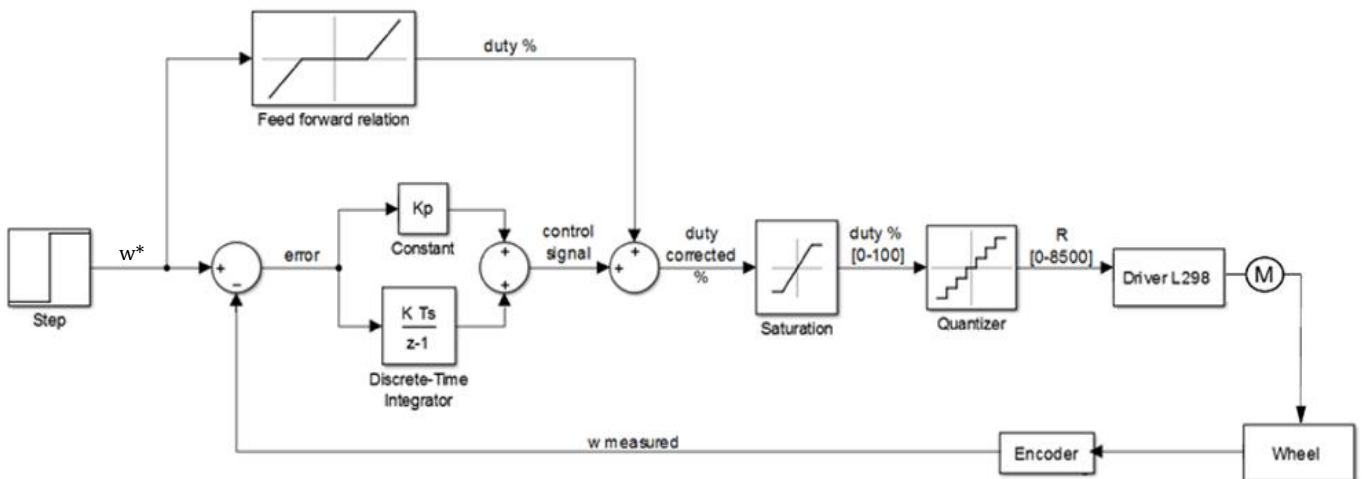 duty %
Feed forward relation
Kp
Constant
w*
Step
+
−
error
K Ts
z-1
Discrete-Time
Integrator
+
+
control
signal
+
+
duty
corrected
%
Saturation
duty %
[0-100]
Quantizer
R
[0-8500]
Driver L298
M
w measured
Encoder
Wheel